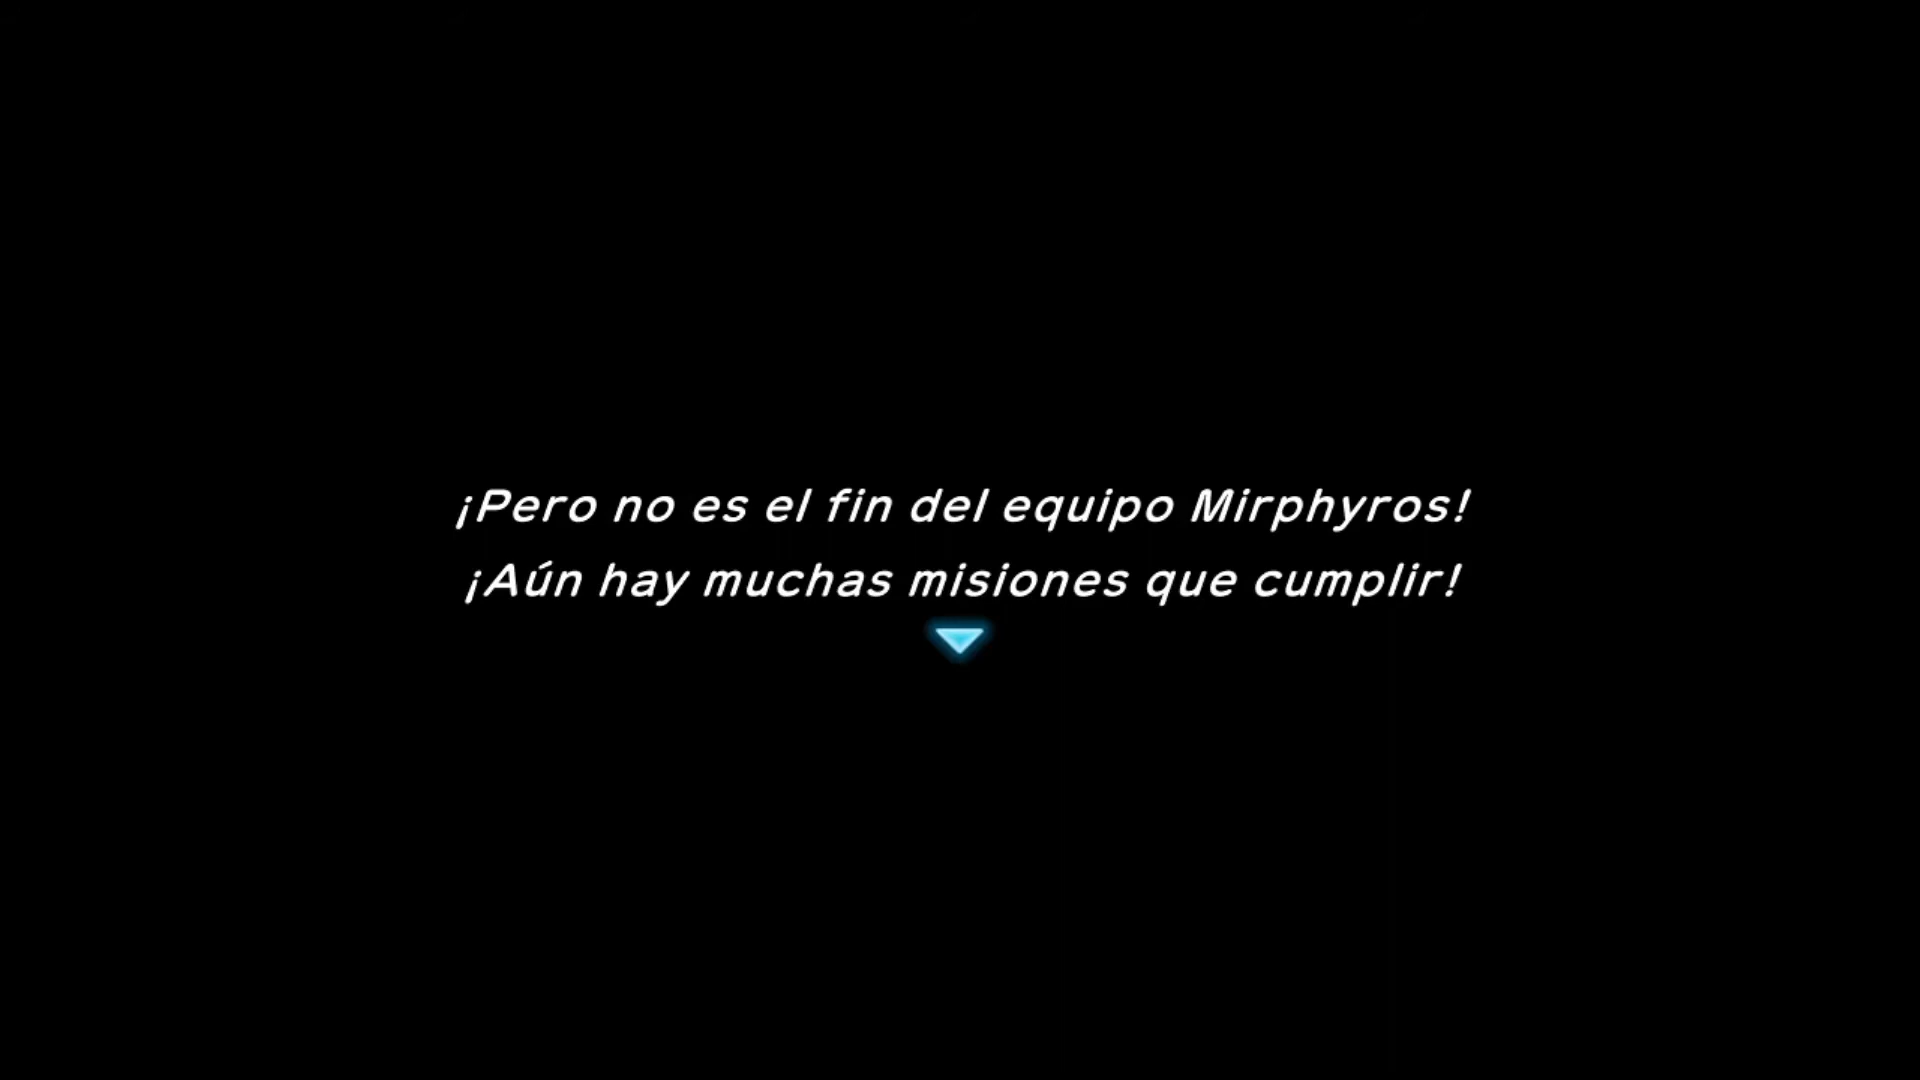 ¡Pero no es el fin del equipo Mirphyros!
¡Aún hay muchas misiones que cumplir!